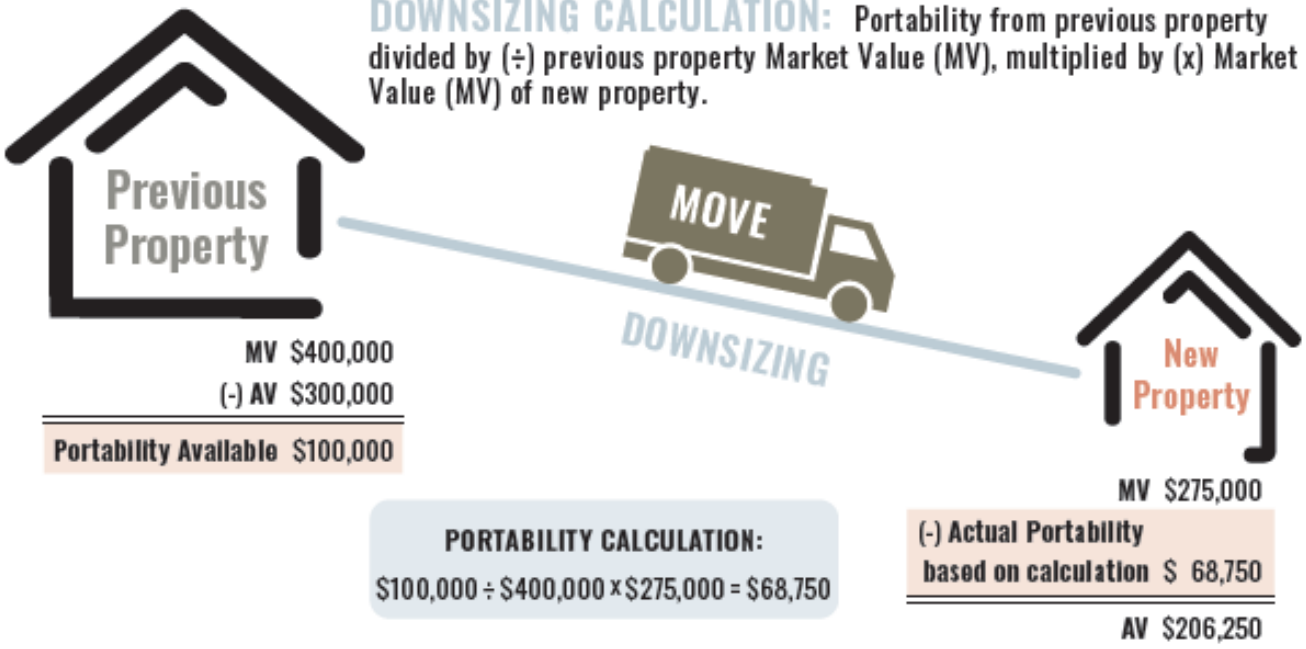 DOWNSIZING CALCULATION: Portability from previous property
divided by (÷) previous property Market Value (MV), multiplied by (x) Market
Value (MV) of new property.
Previous
Property
MOVE
DOWNSIZING
New
Property
MV $400,000
(-) AV $300,000
Portability Available $100,000
PORTABILITY CALCULATION:
$100,000 ÷ $400,000 x $275,000 = $68,750
MV $275,000
(-) Actual Portability
based on calculation $ 68,750
AV $206,250